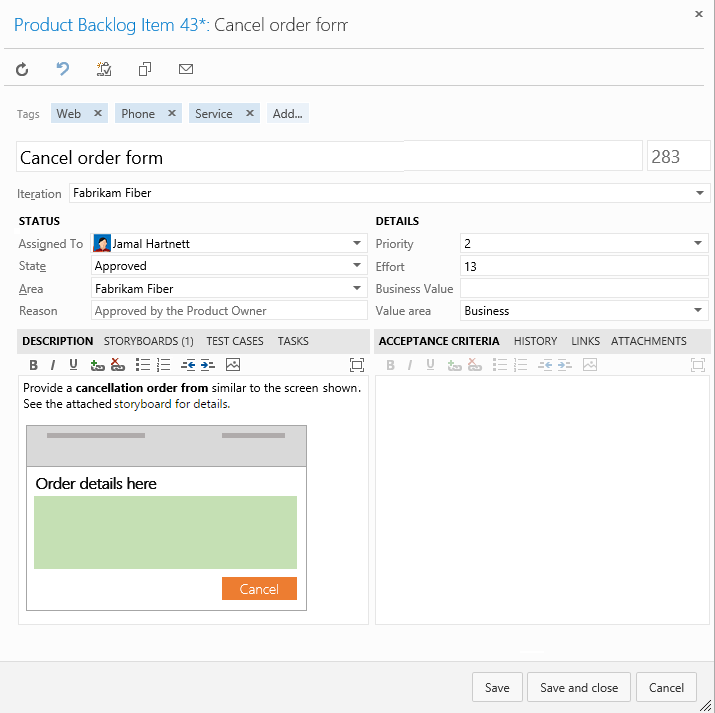 Product Backlog Item 43*: Cancel order form
Tags Web Phone Service Add...
Cancel order form 283
Iteration Fabrikam Fiber
STATUS
Assigned To Jamal Hartnett
State Approved
Area Fabrikam Fiber
Reason Approved by the Product Owner
DETAILS
Priority 2
Effort 13
Business Value
Value area Business
DESCRIPTION STORYBOARDS (1) TEST CASES TASKS
B I U
Provide a cancellation order from similar to the screen shown.
See the attached storyboard for details.
Order details here
Cancel
ACCEPTANCE CRITERIA HISTORY LINKS ATTACHMENTS
B I U
Save Save and close Cancel